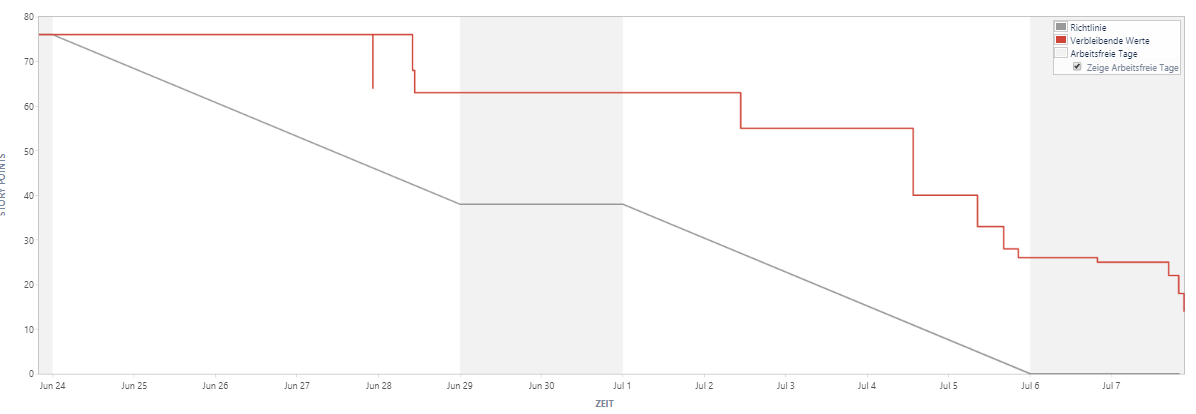 80
70
60
50
40
30
20
10
0
STORY POINTS
Richtlinie
Verbleibende Werte
Arbeitsfreie Tage
Zeige Arbeitsfreie Tage
Jun 24 Jun 25 Jun 26 Jun 27 Jun 28 Jun 29 Jun 30 Jul 1 Jul 2 Jul 3 Jul 4 Jul 5 Jul 6 Jul 7
ZEIT